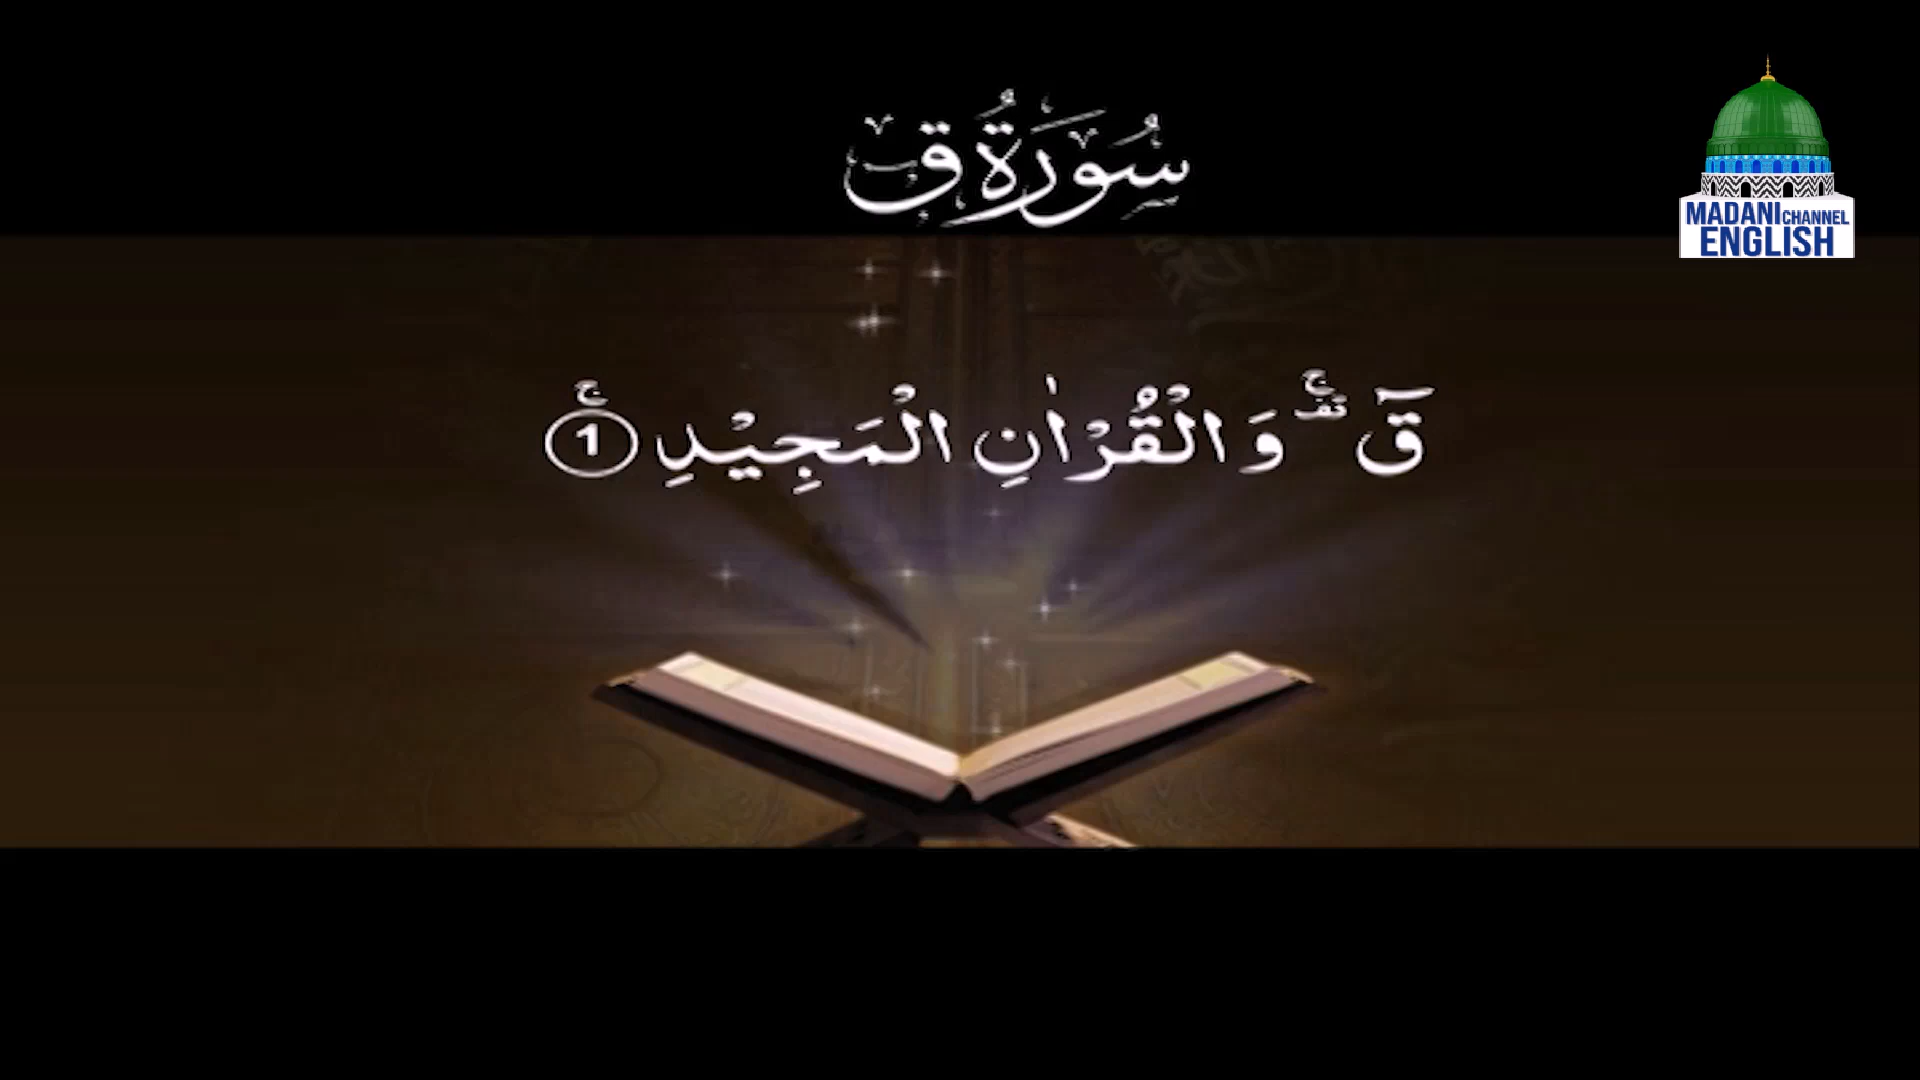 سُوْرَةُ قٓ
MADANI CHANNEL
ENGLISH
قٓ ۚ۟ وَ الْقُرْاٰنِ الْمَجِیْدِ ۚ(1)